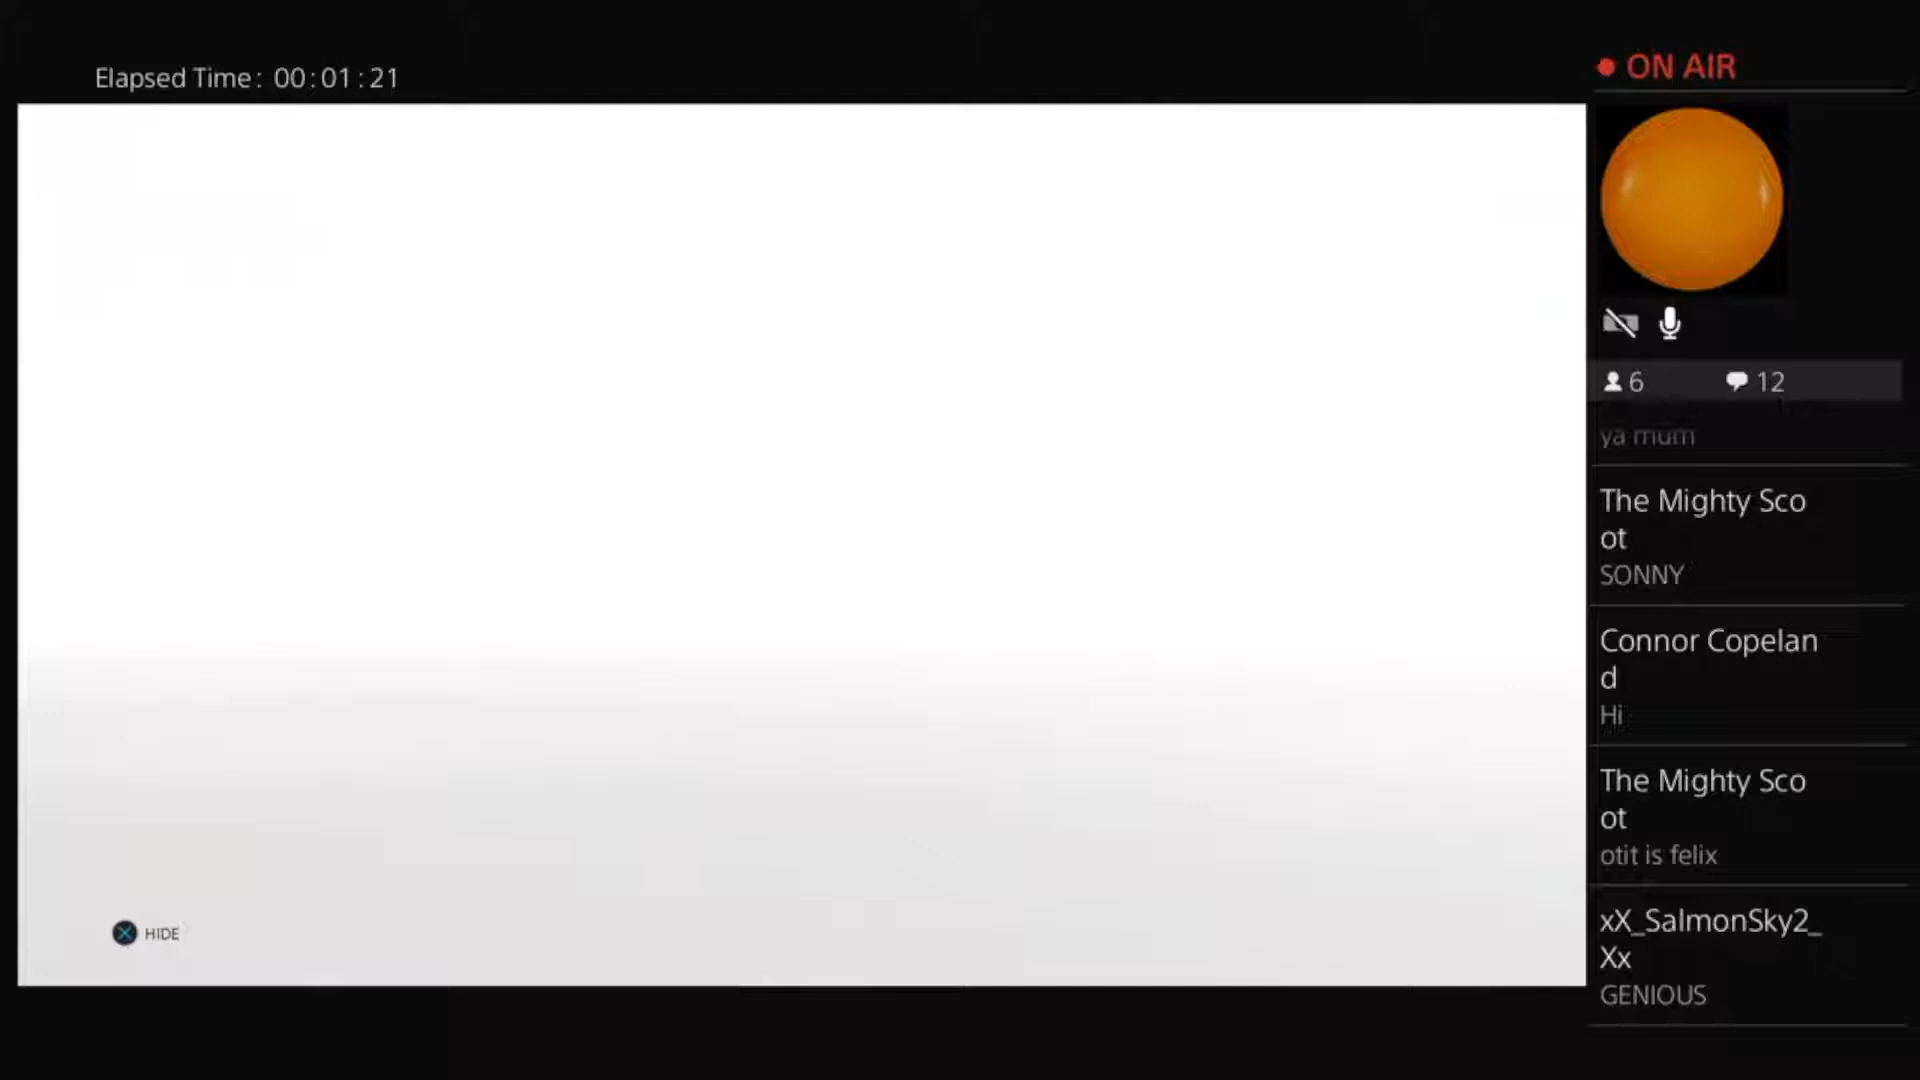 Elapsed Time: 00:01:21
ON AIR
6 12
ya mum
The Mighty Sco
ot
SONNY
Connor Copelan
d
Hi
The Mighty Sco
ot
otit is felix
xX_SalmonSky2_
Xx
GENIOUS
HIDE